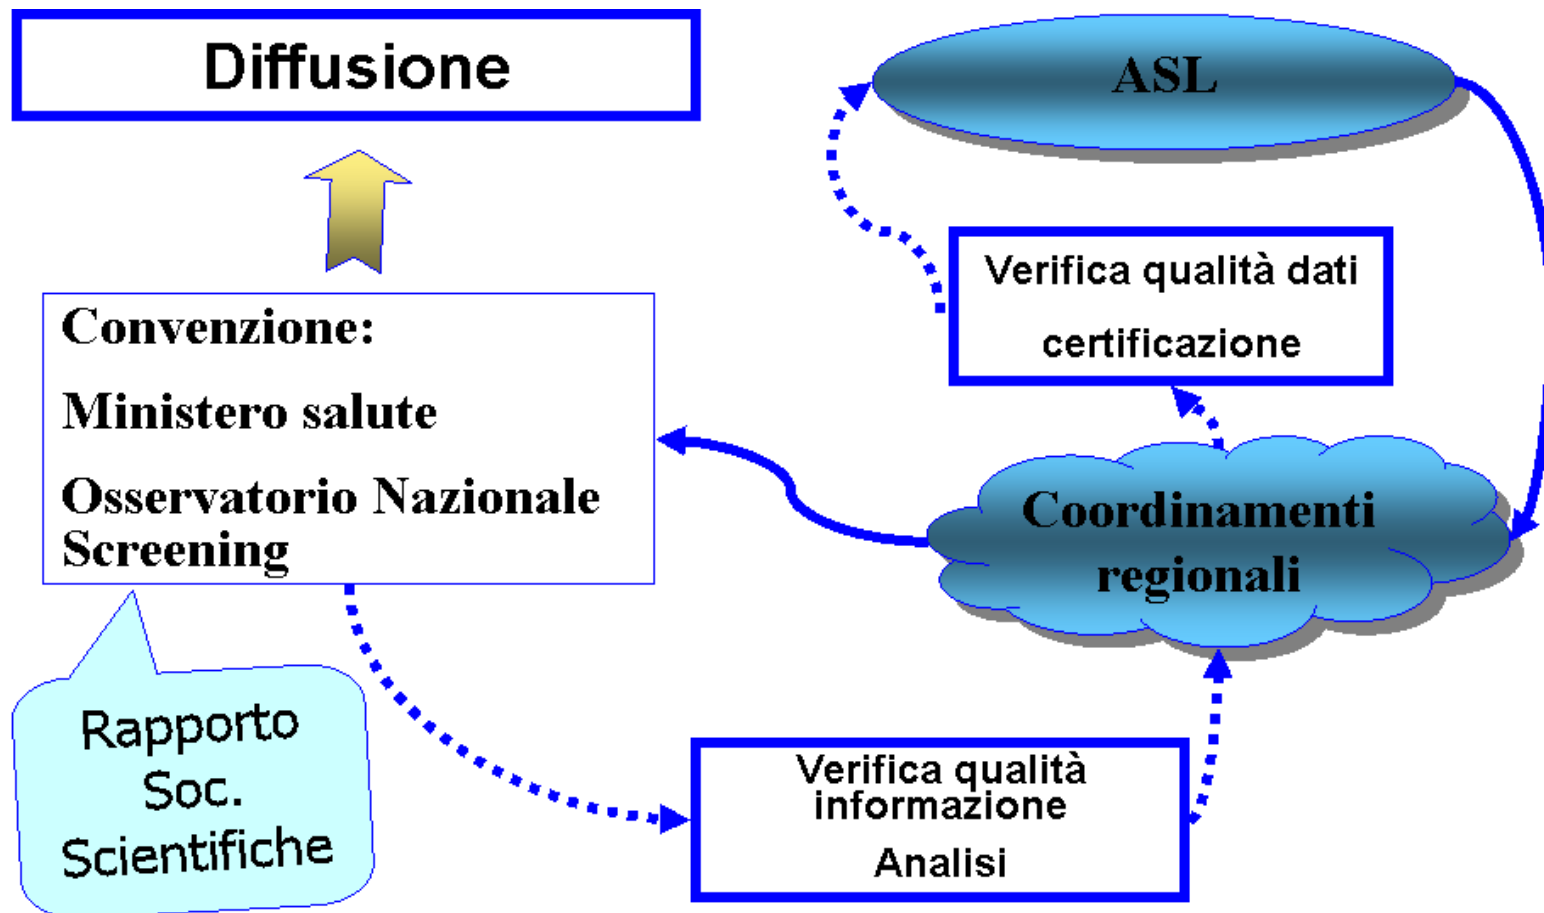 Diffusione
ASL
Verifica qualità dati
certificazione
Convenzione:
Ministero salute
Osservatorio Nazionale
Screening
Coordinamenti
regionali
Rapporto
Soc.
Scientifiche
Verifica qualità
informazione
Analisi